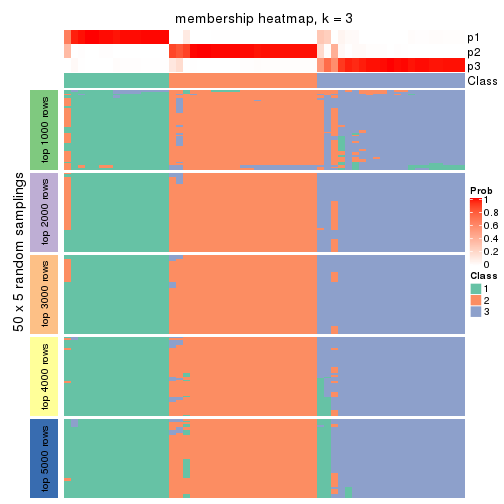 membership heatmap, k = 3
p1
p2
p3
Class
50 x 5 random samplings
top 1000 rows
top 2000 rows
top 3000 rows
top 4000 rows
top 5000 rows
Prob
1
0.8
0.6
0.4
0.2
0
Class
1
2
3